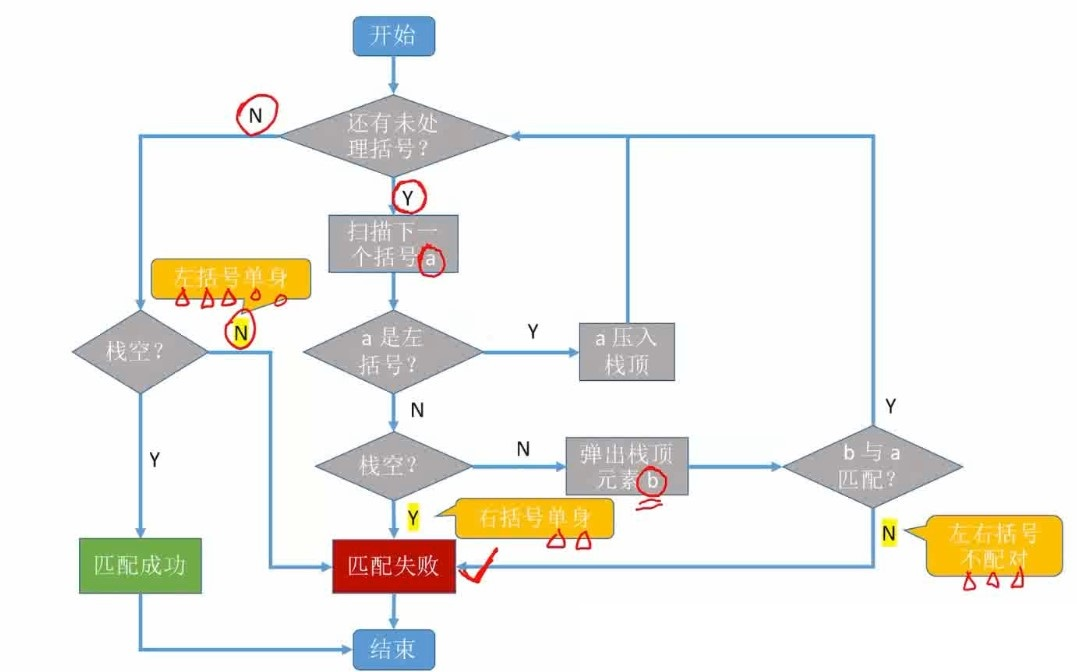 开始
N
还有未处
理括号？
Y
扫描下一
个括号a
左括号单身
N
栈空？
a是左
括号？
Y
a压入
栈顶
N
Y
Y
栈空？
N
弹出栈顶
元素b
b与a
匹配？
Y
右括号单身
N
左右括号
不配对
匹配成功
匹配失败
结束